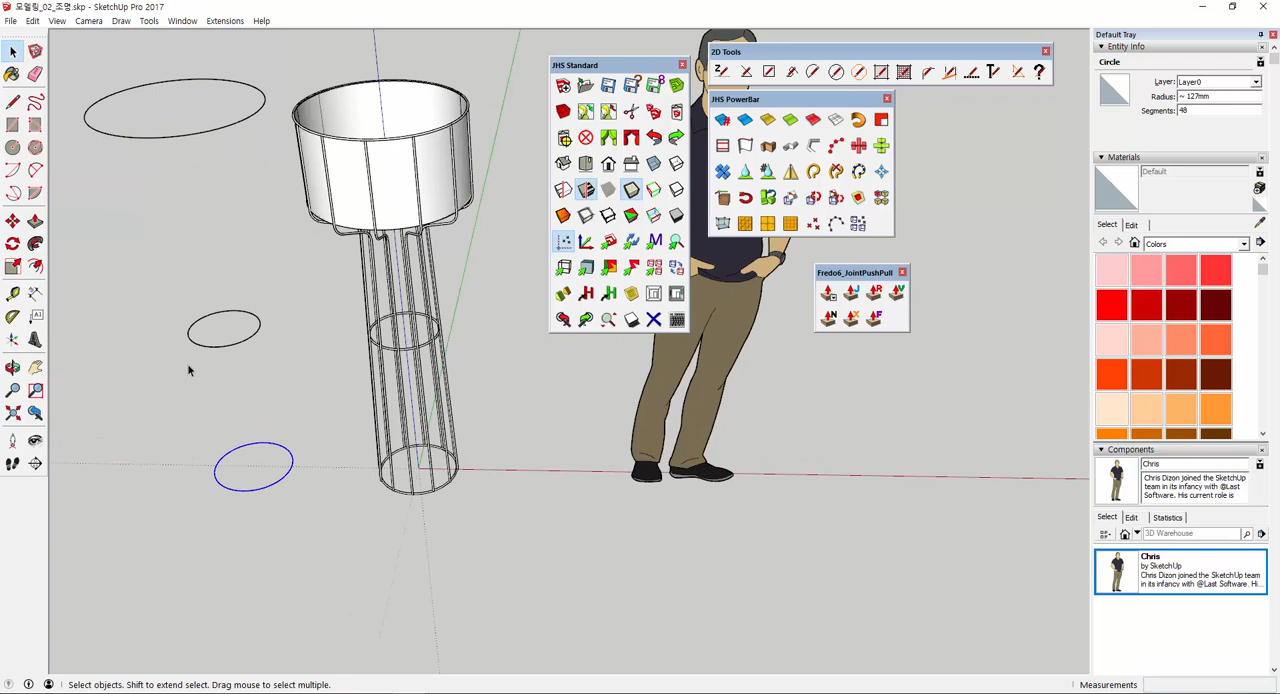 모델링_02_조명.skp - SketchUp Pro 2017
File Edit View Camera Draw Tools Window Extensions Help
JHS Standard
2D Tools
JHS PowerBar
Fredo6_JointPushPull
Default Tray
Entity Info
Circle
Layer: Layer0
Radius: ~ 127mm
Segments: 48
Materials
Default
Select Edit
Colors
Components
Chris
Chris Dizon joined the SketchUp
team in its infancy with @Last
Software. His current role is
Select Edit Statistics
3D Warehouse
Chris
by SketchUp
Chris Dizon joined the SketchUp
team in its infancy with @Last Software. Hi...
Select objects. Shift to extend select. Drag mouse to select multiple.
Measurements